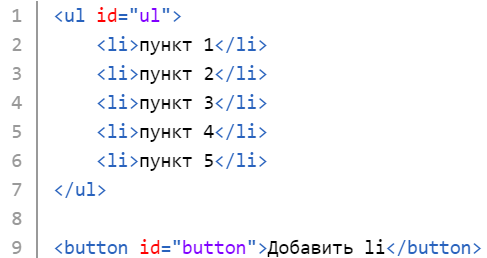 1 <ul id="ul">
2     <li>пункт 1</li>
3     <li>пункт 2</li>
4     <li>пункт 3</li>
5     <li>пункт 4</li>
6     <li>пункт 5</li>
7 </ul>
8
9 <button id="button">Добавить li</button>